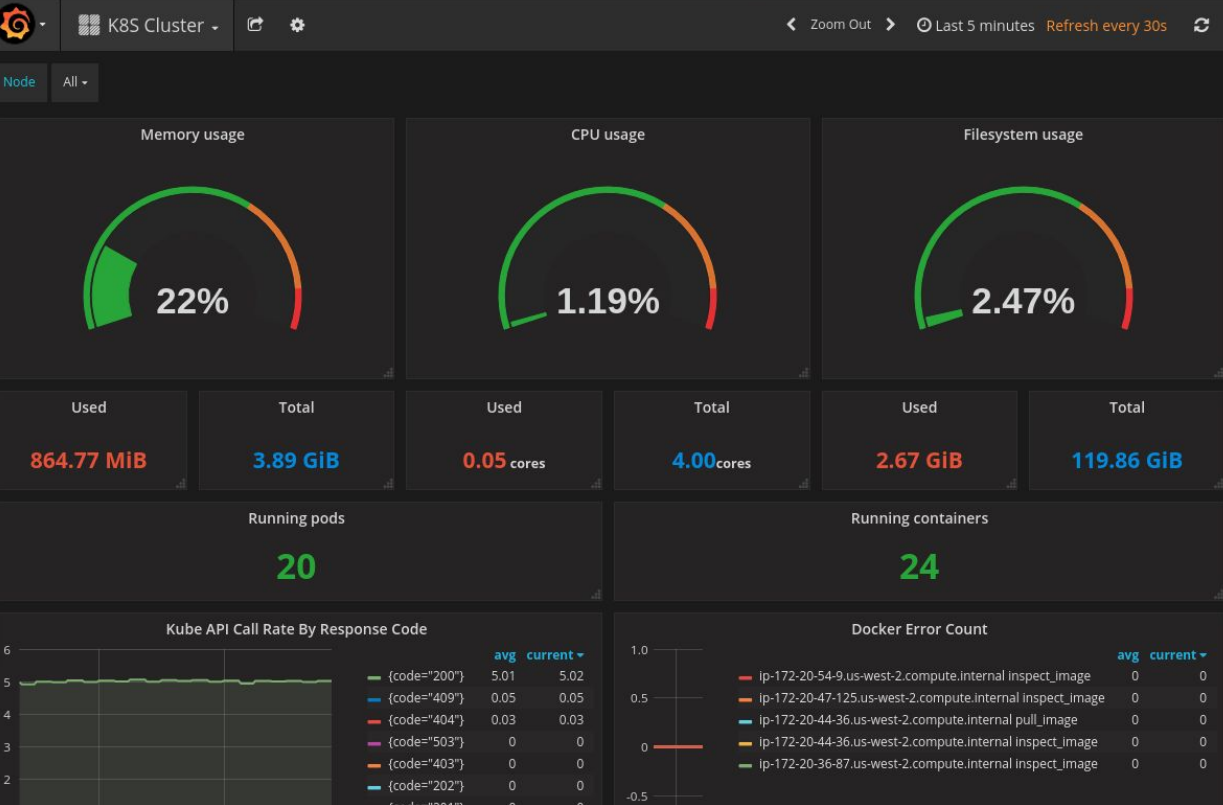 K8S Cluster
Zoom Out
Last 5 minutes Refresh every 30s
Node All
Memory usage
22%
CPU usage
1.19%
Filesystem usage
2.47%
Used
864.77 MiB
Total
3.89 GiB
Used
0.05 cores
Total
4.00cores
Used
2.67 GiB
Total
119.86 GiB
Running pods
20
Running containers
24
Kube API Call Rate By Response Code
6
5
4
3
2
avg current
{code="200"} 5.01 5.02
{code="409"} 0.05 0.05
{code="404"} 0.03 0.03
{code="503"} 0 0
{code="403"} 0 0
{code="202"} 0 0
Docker Error Count
1.0
0.5
0
-0.5
avg current
ip-172-20-54-9.us-west-2.compute.internal inspect_image 0 0
ip-172-20-47-125.us-west-2.compute.internal inspect_image 0 0
ip-172-20-44-36.us-west-2.compute.internal pull_image 0 0
ip-172-20-44-36.us-west-2.compute.internal inspect_image 0 0
ip-172-20-36-87.us-west-2.compute.internal inspect_image 0 0